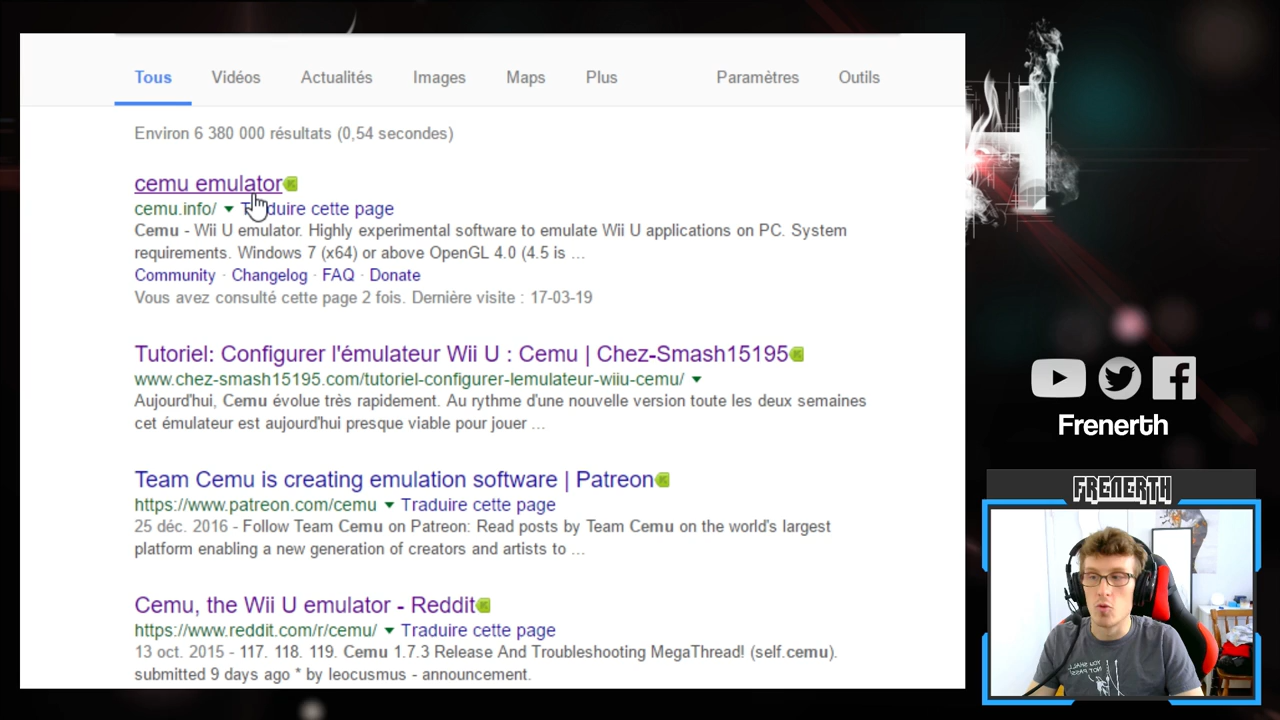 Tous Vidéos Actualités Images Maps Plus Paramètres Outils
Environ 6 380 000 résultats (0,54 secondes)
cemu emulator
cemu.info/ Traduire cette page
Cemu - Wii U emulator. Highly experimental software to emulate Wii U applications on PC. System
requirements. Windows 7 (x64) or above OpenGL 4.0 (4.5 is ...
Community · Changelog · FAQ · Donate
Vous avez consulté cette page 2 fois. Dernière visite : 17-03-19
Tutoriel: Configurer l'émulateur Wii U : Cemu | Chez-Smash15195
www.chez-smash15195.com/tutoriel-configurer-lemulateur-wiiu-cemu/
Aujourd'hui, Cemu évolue très rapidement. Au rythme d'une nouvelle version toute les deux semaines
cet émulateur est aujourd'hui presque viable pour jouer ...
Team Cemu is creating emulation software | Patreon
https://www.patreon.com/cemu Traduire cette page
25 déc. 2016 - Follow Team Cemu on Patreon: Read posts by Team Cemu on the world's largest
platform enabling a new generation of creators and artists to ...
Cemu, the Wii U emulator - Reddit
https://www.reddit.com/r/cemu/ Traduire cette page
13 oct. 2015 - 117. 118. 119. Cemu 1.7.3 Release And Troubleshooting MegaThread! (self.cemu).
submitted 9 days ago * by leocusmus - announcement.
Frenerth
FRENERTH
YOU SHALL
NOT PASS!